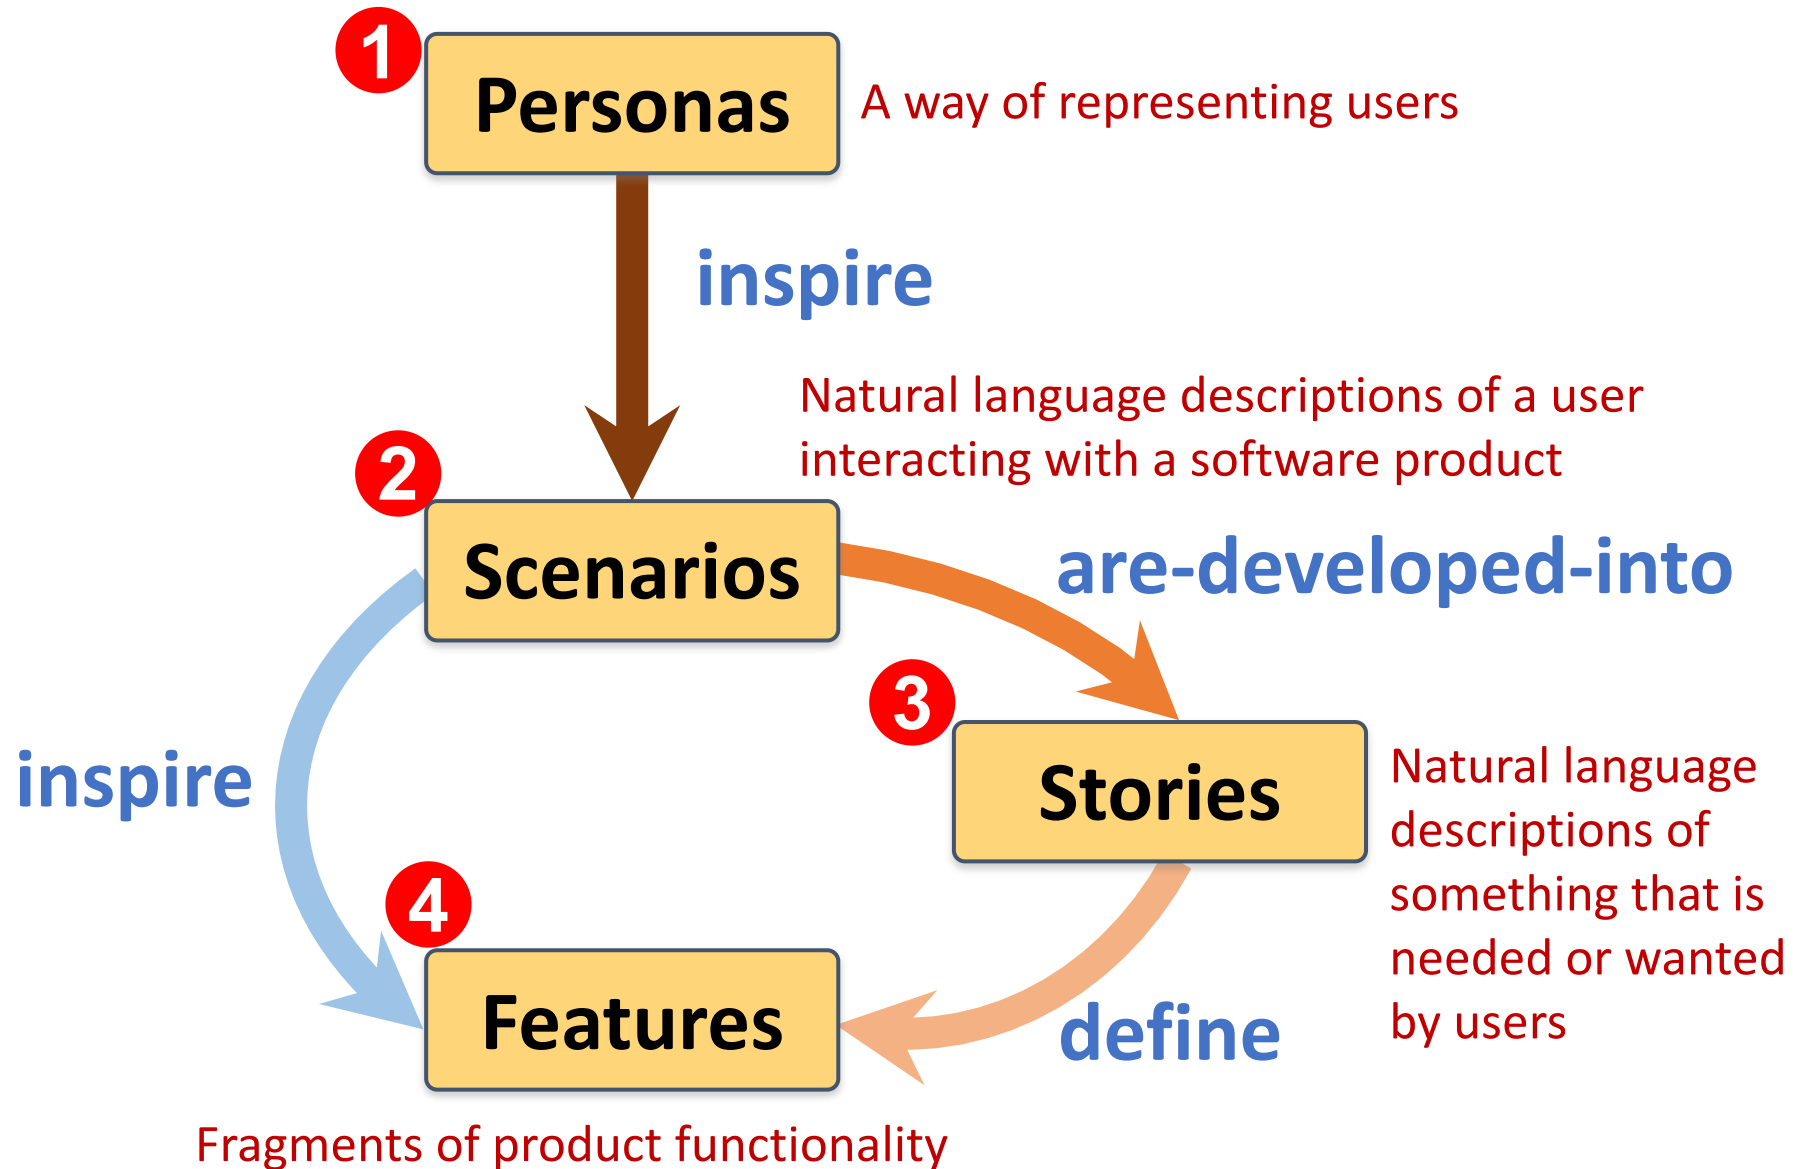 1
Personas
A way of representing users
inspire
Natural language descriptions of a user
interacting with a software product
2
Scenarios
are-developed-into
3
Stories
Natural language
descriptions of
something that is
needed or wanted
by users
inspire
4
Features
define
Fragments of product functionality